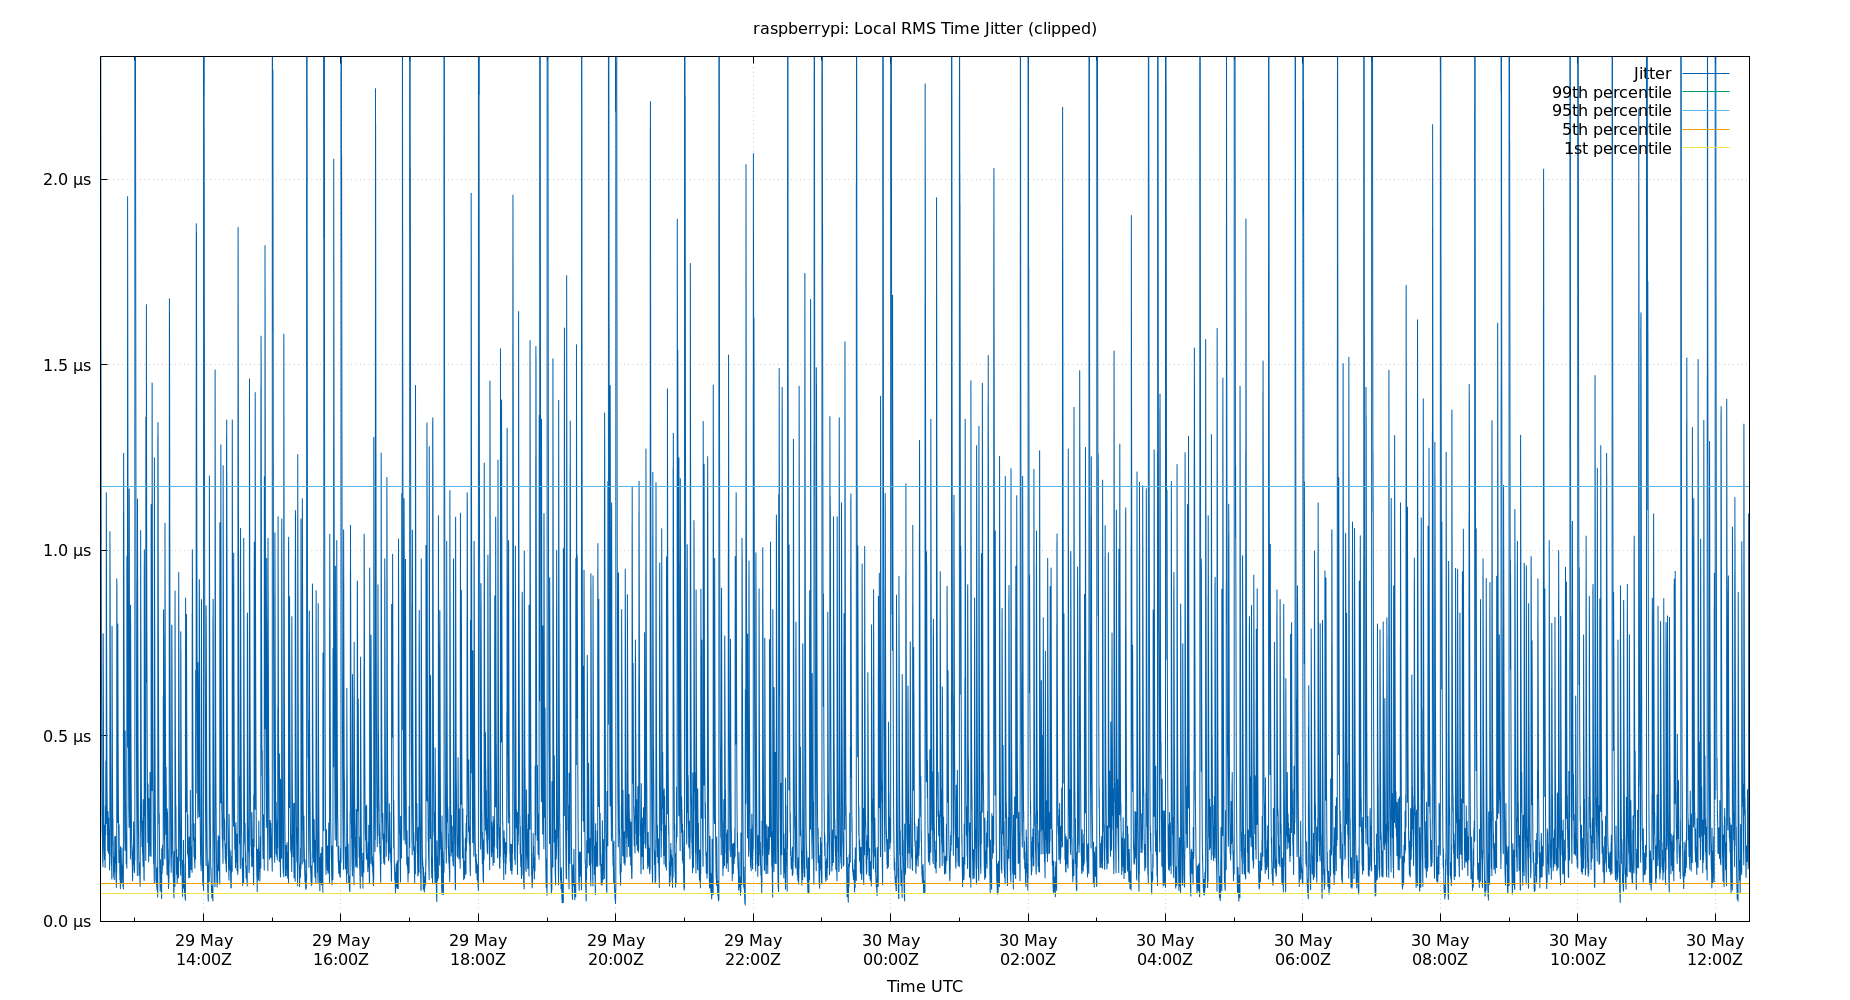 raspberrypi: Local RMS Time Jitter (clipped)
Jitter
99th percentile
95th percentile
5th percentile
1st percentile
2.0 µs
1.5 µs
1.0 µs
0.5 µs
0.0 µs
29 May 29 May 29 May 29 May 29 May 30 May 30 May 30 May 30 May 30 May 30 May 30 May
14:00Z 16:00Z 18:00Z 20:00Z 22:00Z 00:00Z 02:00Z 04:00Z 06:00Z 08:00Z 10:00Z 12:00Z
Time UTC